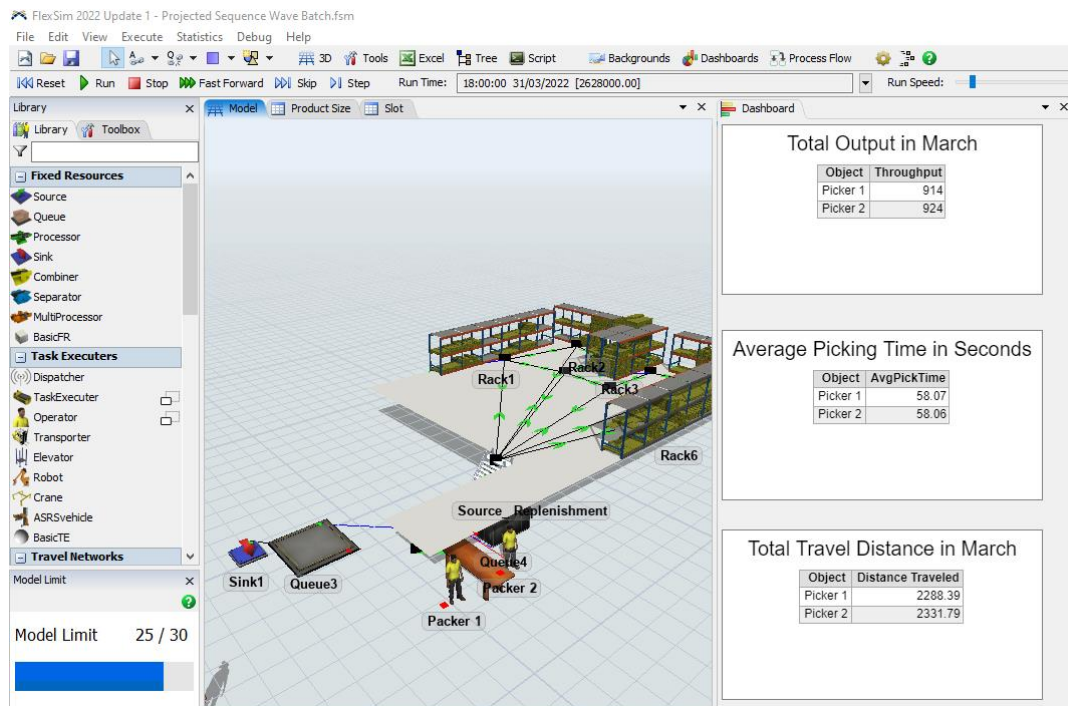 FlexSim 2022 Update 1 - Projected Sequence Wave Batch.fsm
File Edit View Execute Statistics Debug Help
3D Tools Excel Tree Script Backgrounds Dashboards Process Flow
Reset Run Stop Fast Forward Skip Step Run Time: 18:00:00 31/03/2022 [2628000.00] Run Speed:
Library
Library Toolbox
Fixed Resources
Source
Queue
Processor
Sink
Combiner
Separator
MultiProcessor
BasicFR
Task Executers
Dispatcher
TaskExecuter
Operator
Transporter
Elevator
Robot
Crane
ASRSvehicle
BasicTE
Travel Networks
Model Limit
Model Limit 25 / 30
Model Product Size Slot
Rack1
Rack2
Rack3
Rack6
Source_Replenishment
Queue4
Sink1
Queue3
Packer 2
Packer 1
Dashboard
Total Output in March
Object Throughput
Picker 1 914
Picker 2 924
Average Picking Time in Seconds
Object AvgPickTime
Picker 1 58.07
Picker 2 58.06
Total Travel Distance in March
Object Distance Traveled
Picker 1 2288.39
Picker 2 2331.79